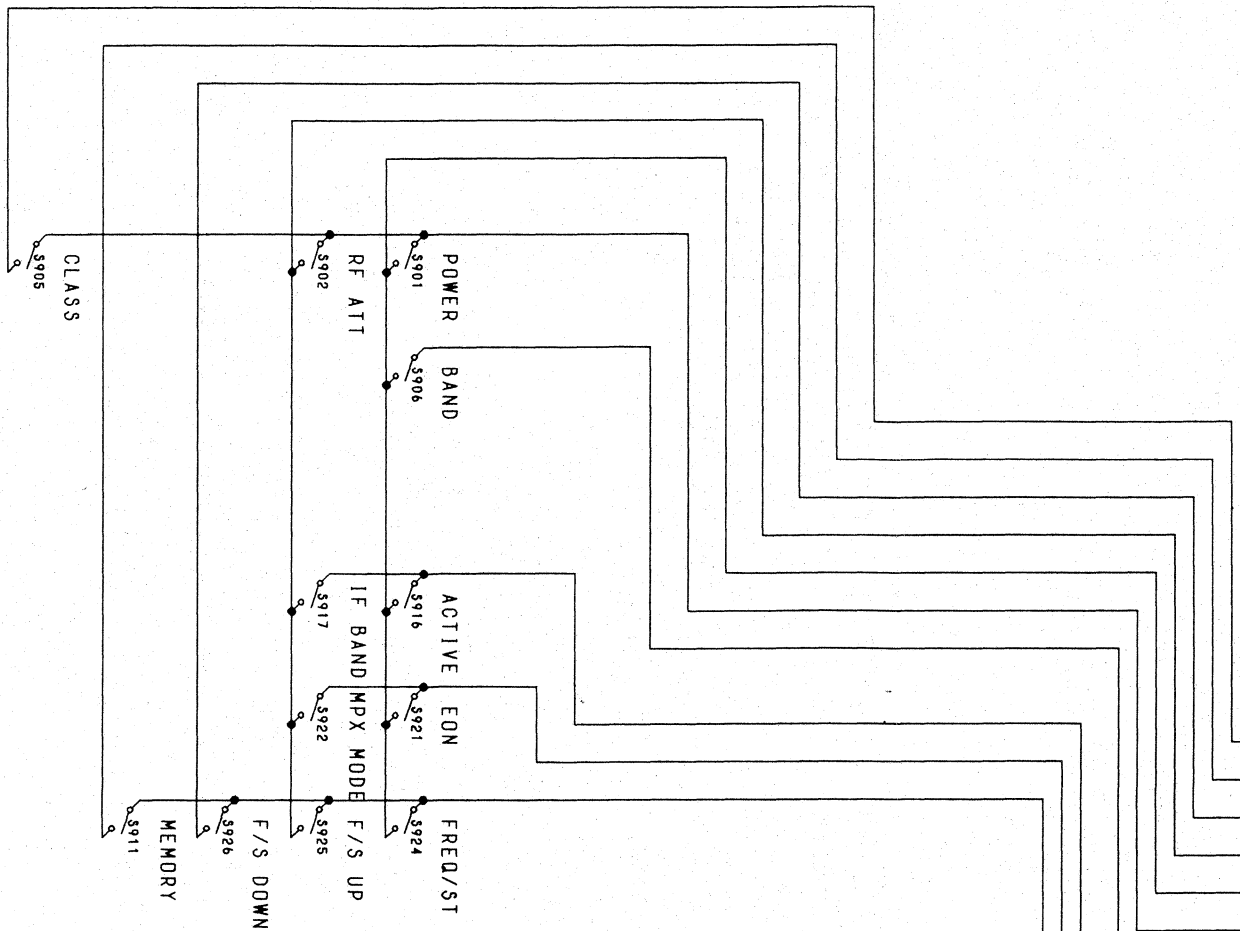 CLASS
S905
RF ATT
S902
POWER
S901
BAND
S906
IF BAND
S917
ACTIVE
S916
MPX MODE
S922
EON
S921
MEMORY
S911
F/S DOWN
S926
F/S UP
S925
FREQ/ST
S924